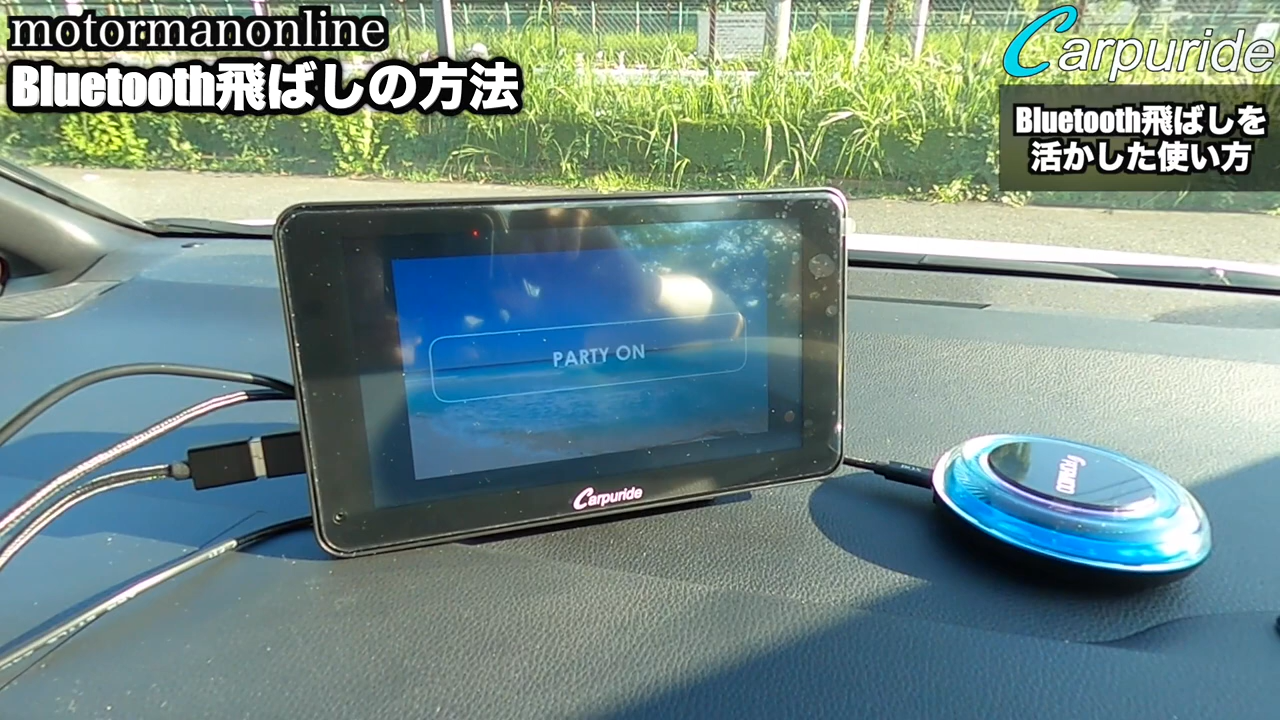 motormanonline
Bluetooth飛ばしの方法
Carpuride
Bluetooth飛ばしを
活かした使い方
PARTY ON
Carpuride